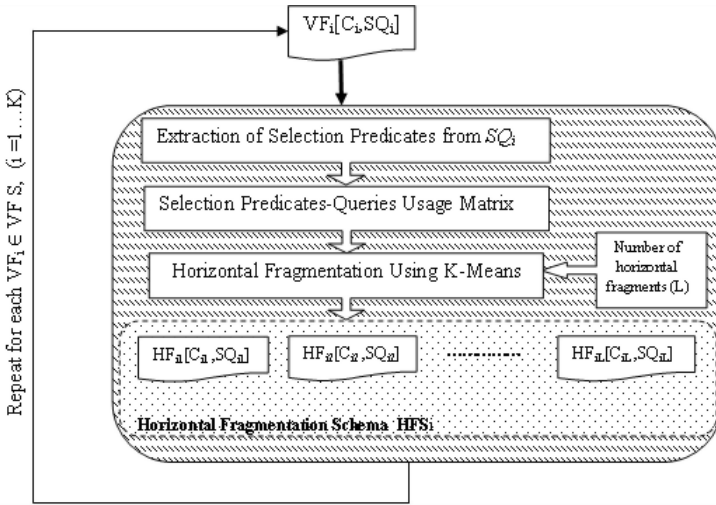 VFi[Ci,SQi]
Repeat for each VFi ∈ VFS, (i =1…K)
Extraction of Selection Predicates from SQi
Selection Predicates-Queries Usage Matrix
Horizontal Fragmentation Using K-Means
Number of
horizontal
fragments (L)
HFi1[Ci1,SQi1]
HFi2[Ci2,SQi2]
............
HFiL[CiL,SQiL]
Horizontal Fragmentation Schema HFSi